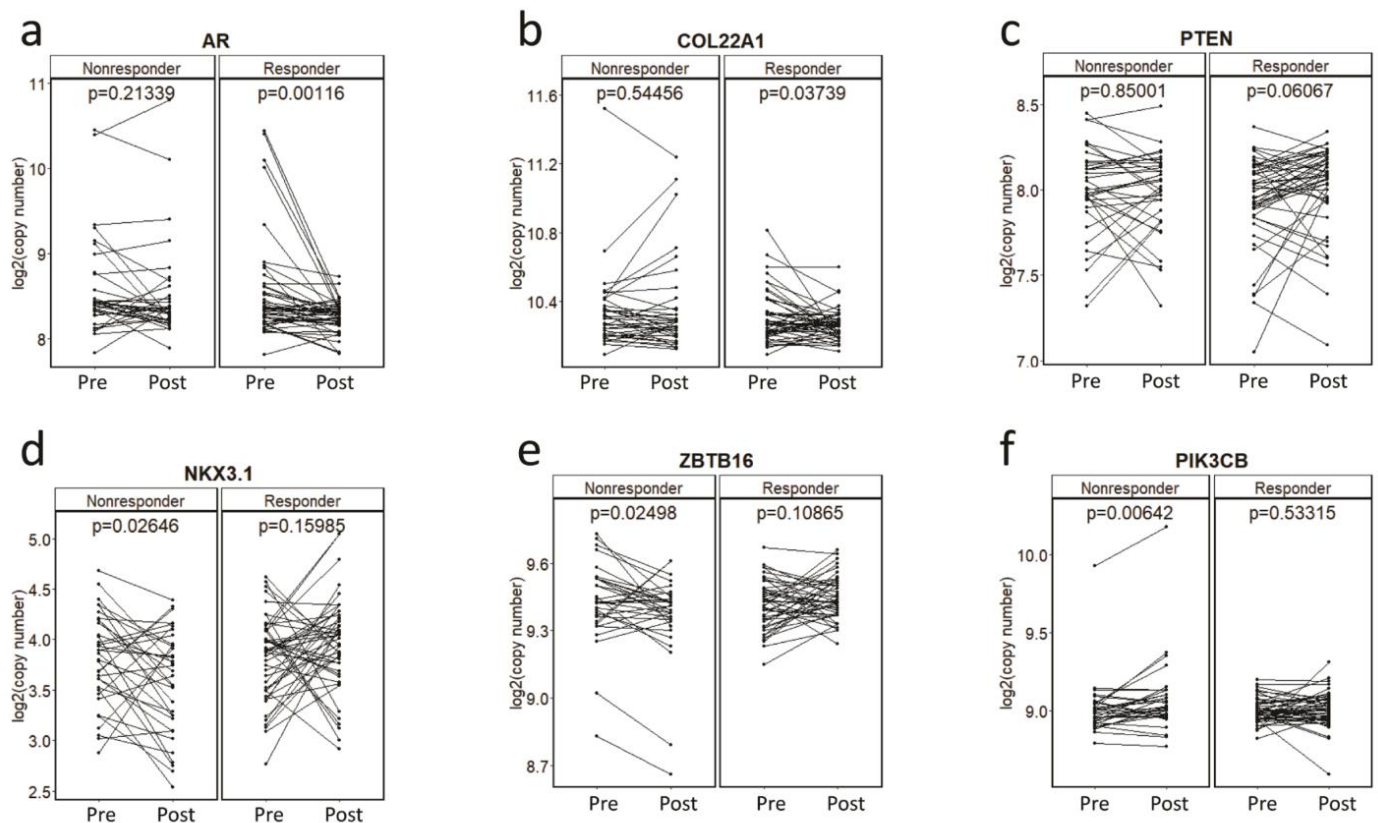 a
AR
Nonresponder Responder
p=0.21339 p=0.00116
log2(copy number)
11
10
9
8
Pre Post Pre Post
b
COL22A1
Nonresponder Responder
p=0.54456 p=0.03739
log2(copy number)
11.6
11.2
10.8
10.4
Pre Post Pre Post
c
PTEN
Nonresponder Responder
p=0.85001 p=0.06067
log2(copy number)
8.5
8.0
7.5
7.0
Pre Post Pre Post
d
NKX3.1
Nonresponder Responder
p=0.02646 p=0.15985
log2(copy number)
5.0
4.5
4.0
3.5
3.0
2.5
Pre Post Pre Post
e
ZBTB16
Nonresponder Responder
p=0.02498 p=0.10865
log2(copy number)
9.6
9.3
9.0
8.7
Pre Post Pre Post
f
PIK3CB
Nonresponder Responder
p=0.00642 p=0.53315
log2(copy number)
10.0
9.5
9.0
Pre Post Pre Post